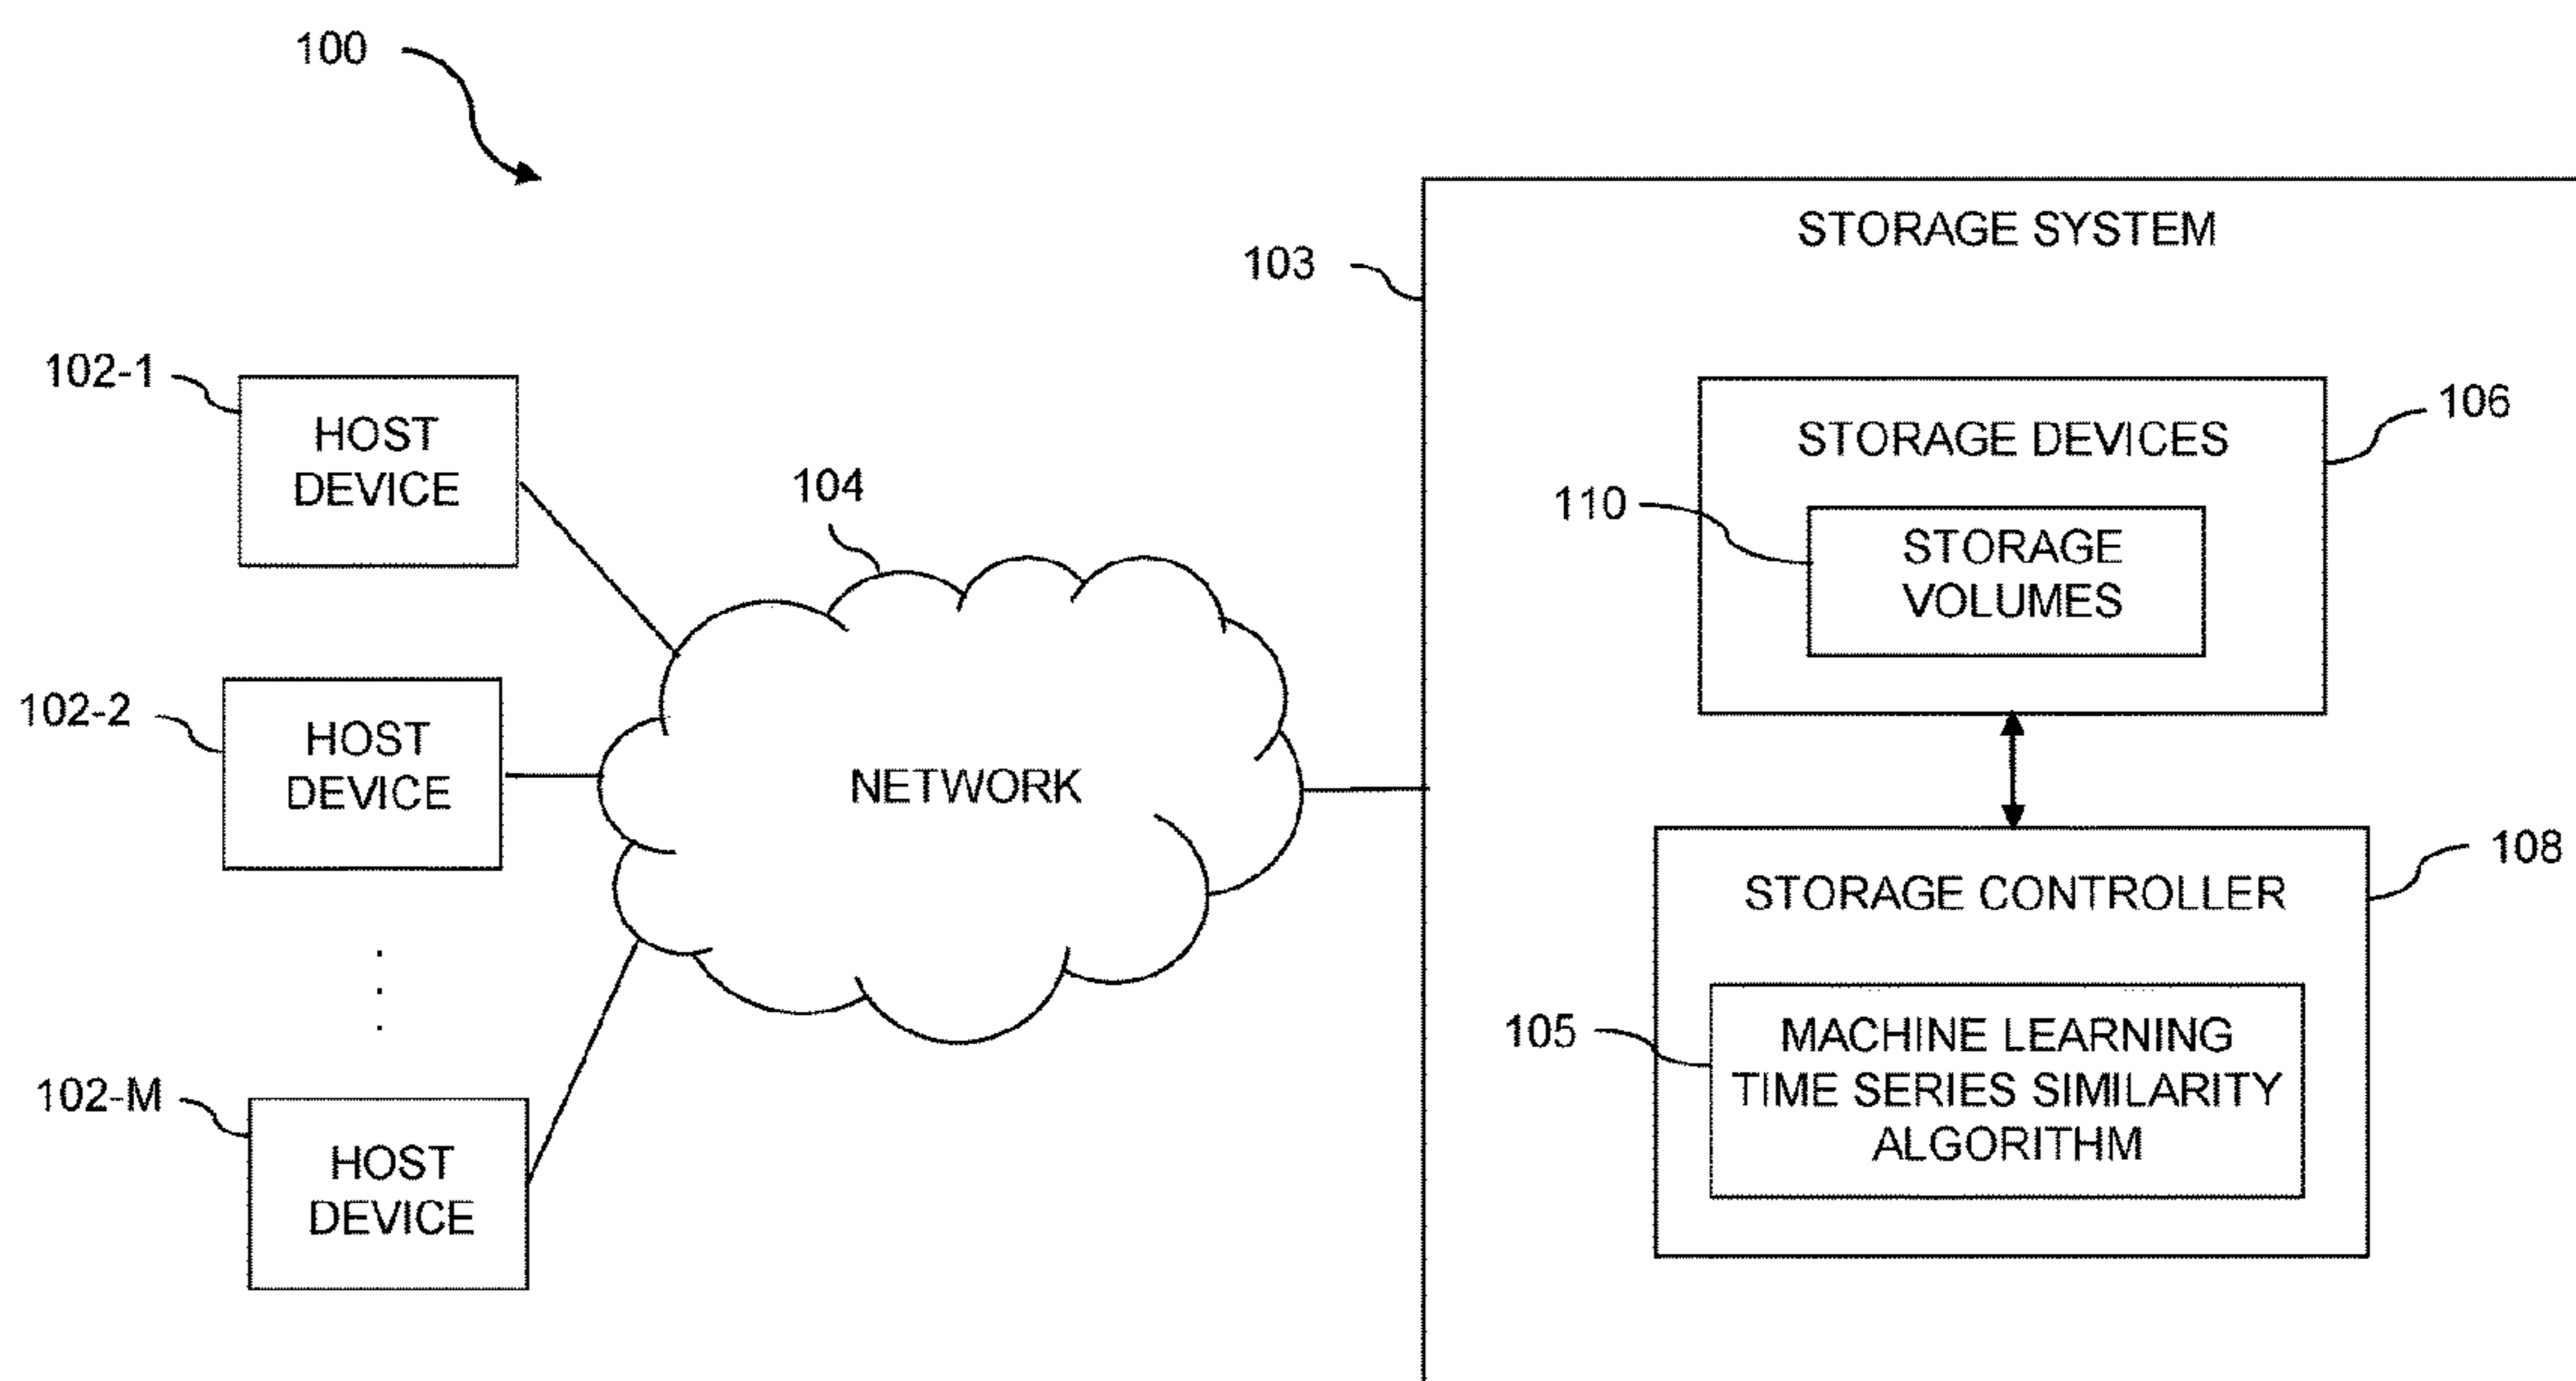 100
STORAGE SYSTEM
103
102-1
HOST
DEVICE
104
106
STORAGE DEVICES
110
STORAGE
VOLUMES
102-2
HOST
DEVICE
NETWORK
108
STORAGE CONTROLLER
105
MACHINE LEARNING
TIME SERIES SIMILARITY
ALGORITHM
102-M
HOST
DEVICE